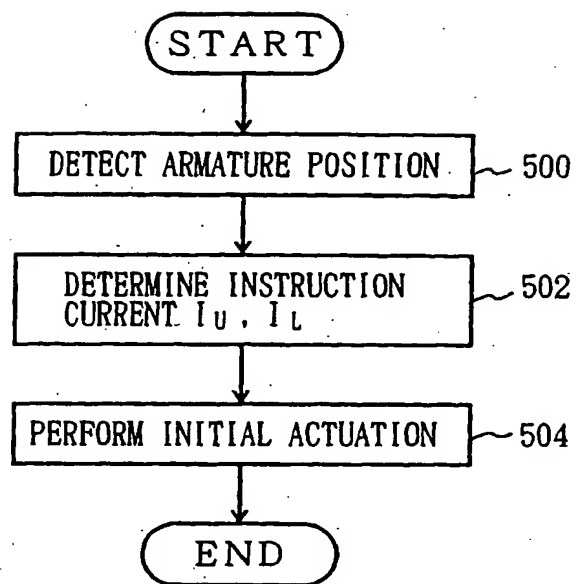 START
DETECT ARMATURE POSITION
500
DETERMINE INSTRUCTION
CURRENT IU, IL
502
PERFORM INITIAL ACTUATION
504
END